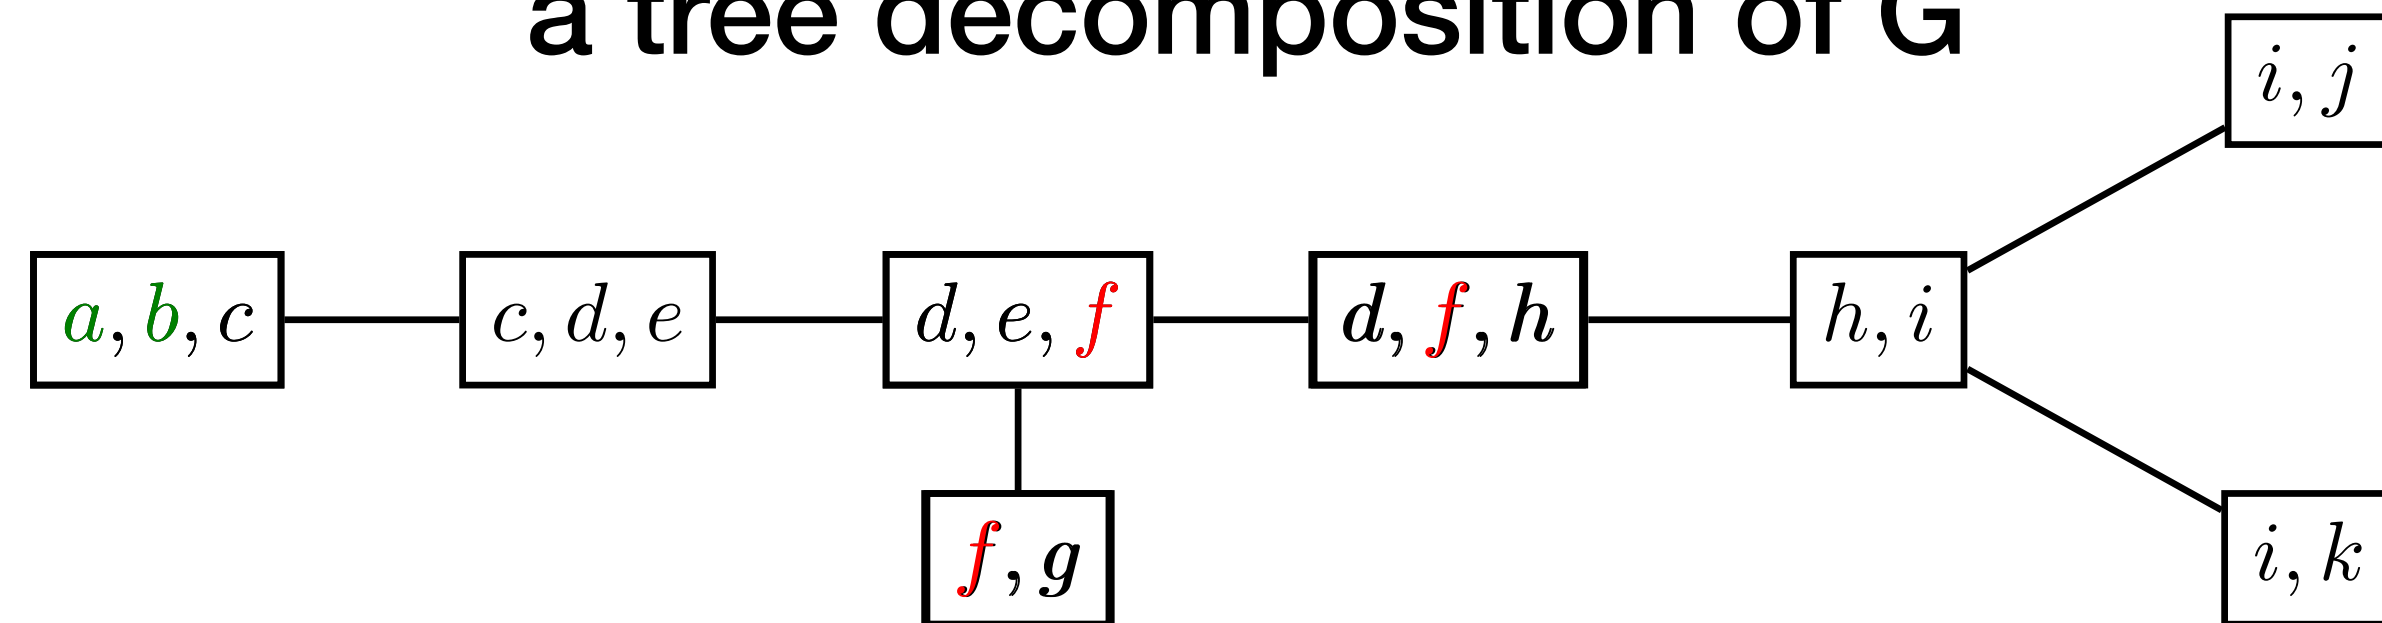 a tree decomposition of G
i, j
a, b, c
c, d, e
d, e, f
d, f, h
h, i
f, g
i, k